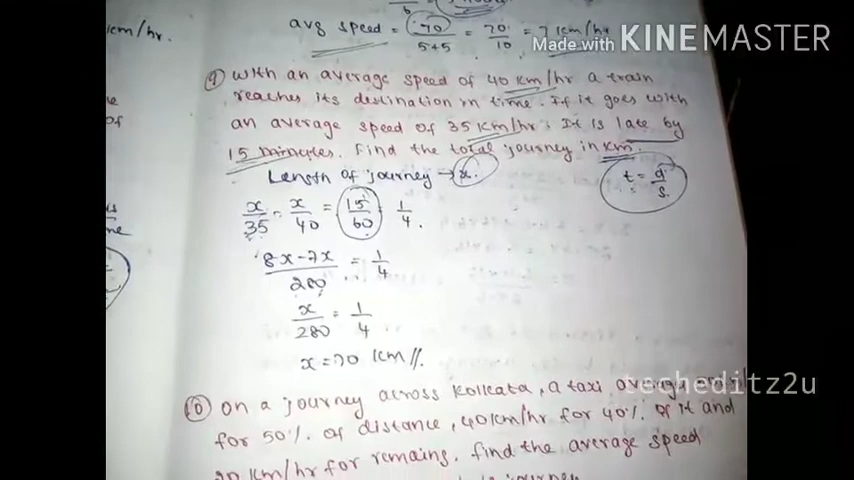 km/hr.
avg speed = 70/5+5 = 70/10 = 7 km/hr
Made with KINEMASTER
9) With an average speed of 40 km/hr a train
reaches its destination in time. If it goes with
an average speed of 35 km/hr. It is late by
15 minutes. Find the total journey in km.
Length of journey → x.
t = d/s.
x/35 - x/40 = 15/60 1/4.
8x-7x/280 = 1/4
x/280 = 1/4
x = 70 km//.
techeditz2u
10) On a journey across Kolkata, a taxi
for 50%. of distance, 40km/hr for 40%. of it and
20 km/hr for remains. find the average speed
journey